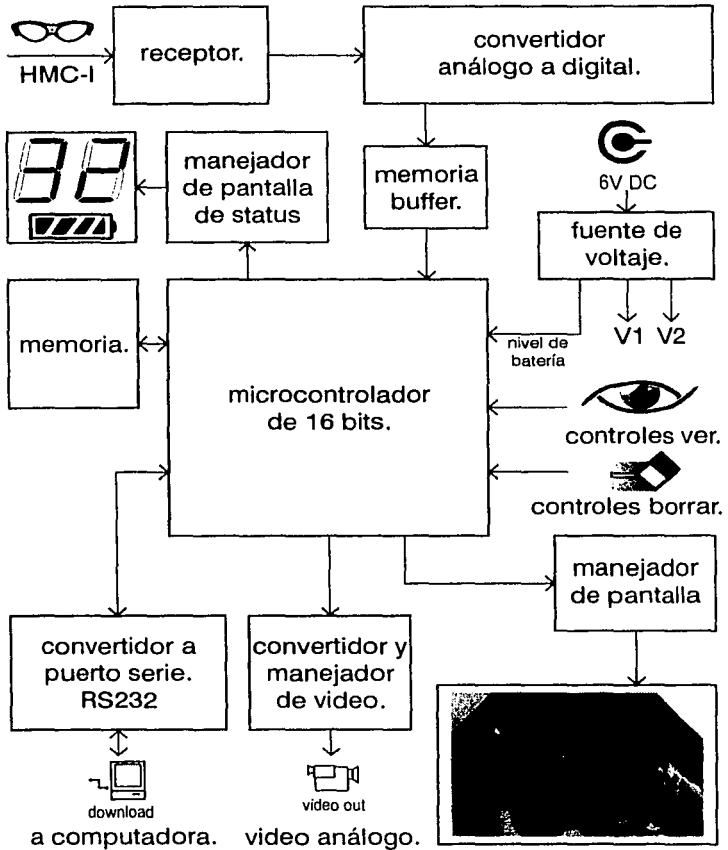 HMC-I
receptor.
convertidor
análogo a digital.
32
manejador
de pantalla
de status
memoria
buffer.
6V DC
fuente de
voltaje.
V1 V2
nivel de
batería
memoria.
microcontrolador
de 16 bits.
controles ver.
controles borrar.
manejador
de pantalla
convertidor a
puerto serie.
RS232
convertidor y
manejador
de video.
download
a computadora.
video out
video análogo.